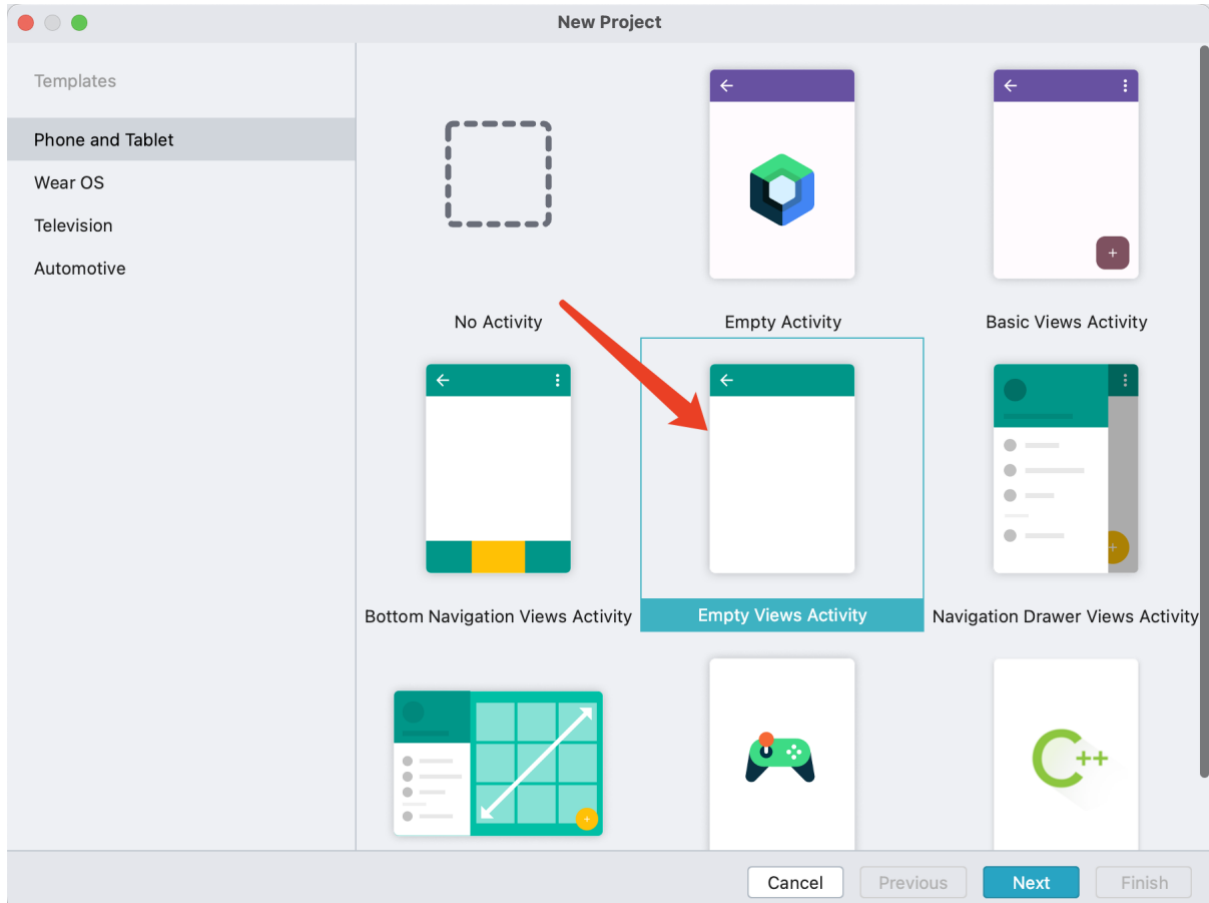 New Project
Templates
Phone and Tablet
Wear OS
Television
Automotive
No Activity
Empty Activity
Basic Views Activity
Bottom Navigation Views Activity
Empty Views Activity
Navigation Drawer Views Activity
C++
Cancel
Previous
Next
Finish